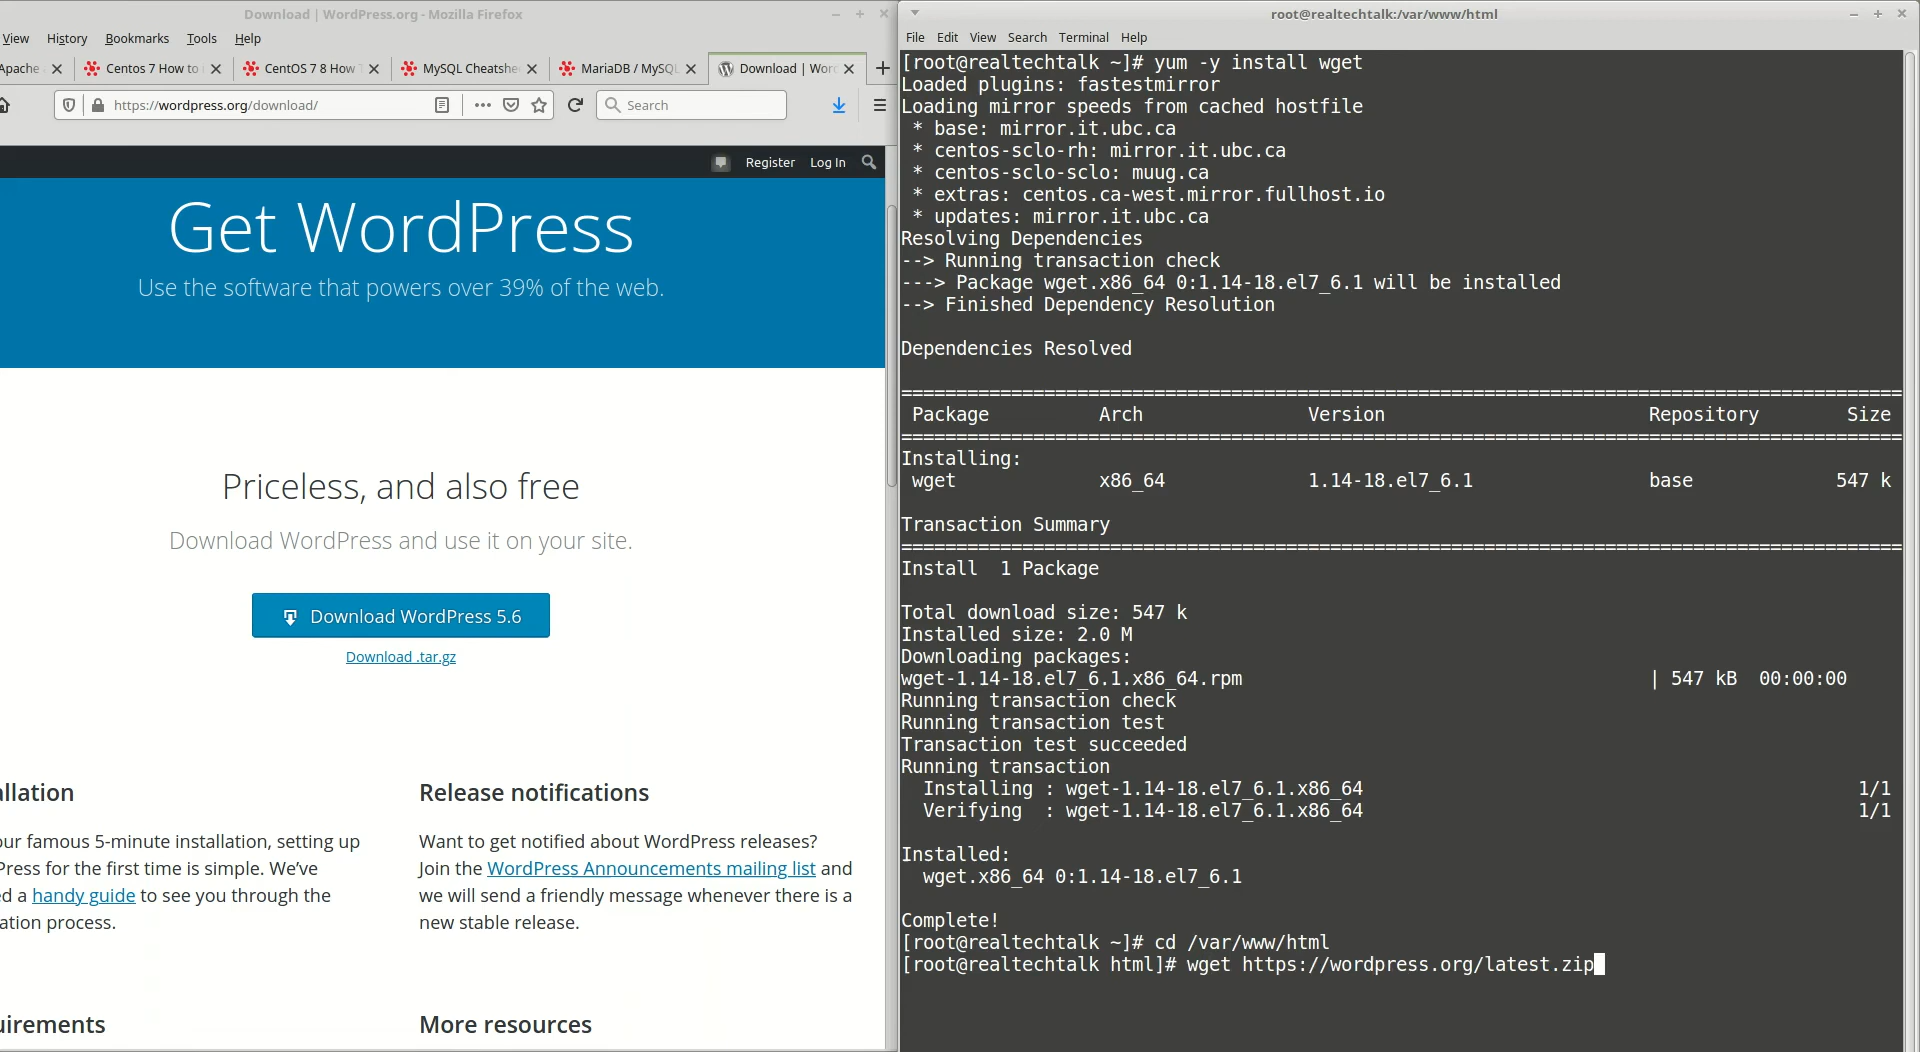 Download | WordPress.org - Mozilla Firefox
View History Bookmarks Tools Help
Apache
Centos 7 How to
CentOS 7 8 How
MySQL Cheatshe
MariaDB / MySQL
Download | Wor
https://wordpress.org/download/
Search
Register Log In
Get WordPress
Use the software that powers over 39% of the web.
Priceless, and also free
Download WordPress and use it on your site.
Download WordPress 5.6
Download .tar.gz
allation
our famous 5-minute installation, setting up
Press for the first time is simple. We’ve
ed a handy guide to see you through the
ation process.
Release notifications
Want to get notified about WordPress releases?
Join the WordPress Announcements mailing list and
we will send a friendly message whenever there is a
new stable release.
uirements
More resources
root@realtechtalk:/var/www/html
File Edit View Search Terminal Help
[root@realtechtalk ~]# yum -y install wget
Loaded plugins: fastestmirror
Loading mirror speeds from cached hostfile
 * base: mirror.it.ubc.ca
 * centos-sclo-rh: mirror.it.ubc.ca
 * centos-sclo-sclo: muug.ca
 * extras: centos.ca-west.mirror.fullhost.io
 * updates: mirror.it.ubc.ca
Resolving Dependencies
--> Running transaction check
---> Package wget.x86_64 0:1.14-18.el7_6.1 will be installed
--> Finished Dependency Resolution
Dependencies Resolved
Package Arch Version Repository Size
Installing:
wget x86_64 1.14-18.el7_6.1 base 547 k
Transaction Summary
Install  1 Package
Total download size: 547 k
Installed size: 2.0 M
Downloading packages:
wget-1.14-18.el7_6.1.x86_64.rpm | 547 kB  00:00:00
Running transaction check
Running transaction test
Transaction test succeeded
Running transaction
  Installing : wget-1.14-18.el7_6.1.x86_64 1/1
  Verifying  : wget-1.14-18.el7_6.1.x86_64 1/1
Installed:
  wget.x86_64 0:1.14-18.el7_6.1
Complete!
[root@realtechtalk ~]# cd /var/www/html
[root@realtechtalk html]# wget https://wordpress.org/latest.zip